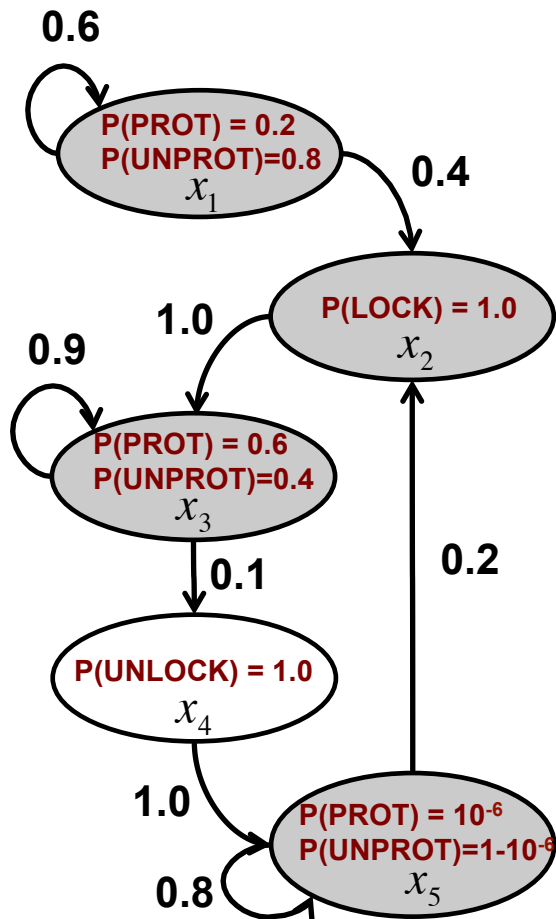 0.6
P(PROT) = 0.2
P(UNPROT)=0.8
x₁
0.4
P(LOCK) = 1.0
x₂
1.0
0.9
P(PROT) = 0.6
P(UNPROT)=0.4
x₃
0.1
0.2
P(UNLOCK) = 1.0
x₄
1.0
P(PROT) = 10⁻⁶
P(UNPROT)=1-10⁻⁶
x₅
0.8